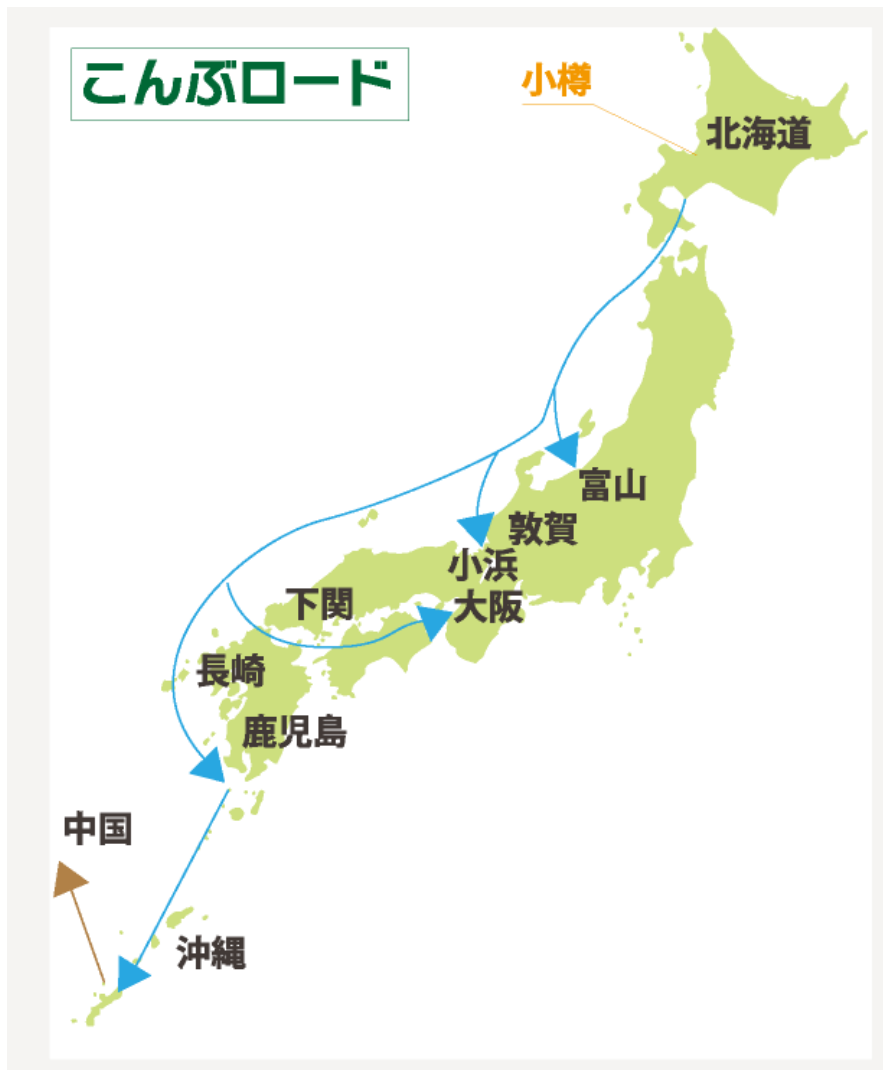 こんぶロード
小樽
北海道
富山
敦賀
小浜
大阪
下関
長崎
鹿児島
中国
沖縄